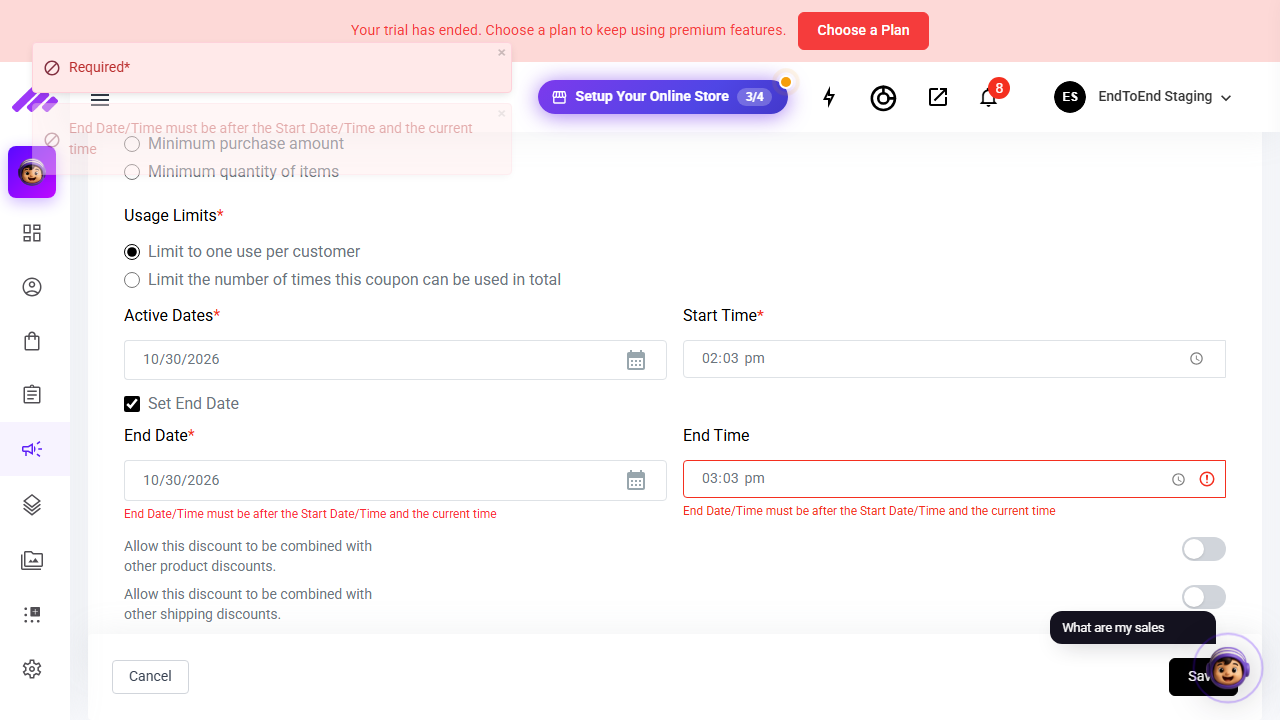 Your trial has ended. Choose a plan to keep using premium features.
Choose a Plan
Required*
×
Setup Your Online Store
3/4
8
ES
EndToEnd Staging
End Date/Time must be after the Start Date/Time and the current
time
×
Minimum purchase amount
Minimum quantity of items
Usage Limits*
Limit to one use per customer
Limit the number of times this coupon can be used in total
Active Dates*
Start Time*
10/30/2026
02:03 pm
Set End Date
End Date*
End Time
10/30/2026
03:03 pm
End Date/Time must be after the Start Date/Time and the current time
End Date/Time must be after the Start Date/Time and the current time
Allow this discount to be combined with
other product discounts.
Allow this discount to be combined with
other shipping discounts.
What are my sales
Cancel
Sav